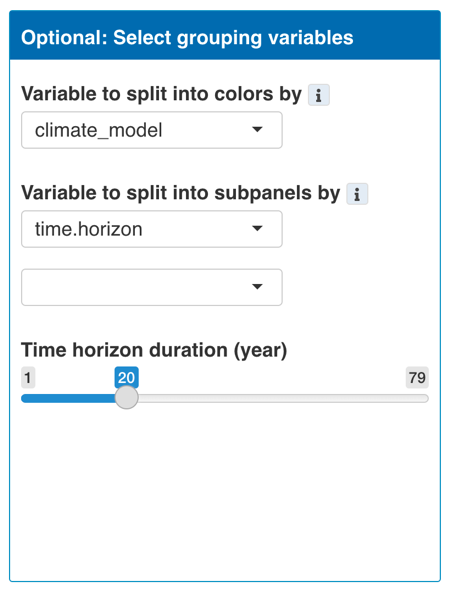 Optional: Select grouping variables
Variable to split into colors by i
climate_model
Variable to split into subpanels by i
time.horizon
Time horizon duration (year)
1 20 79